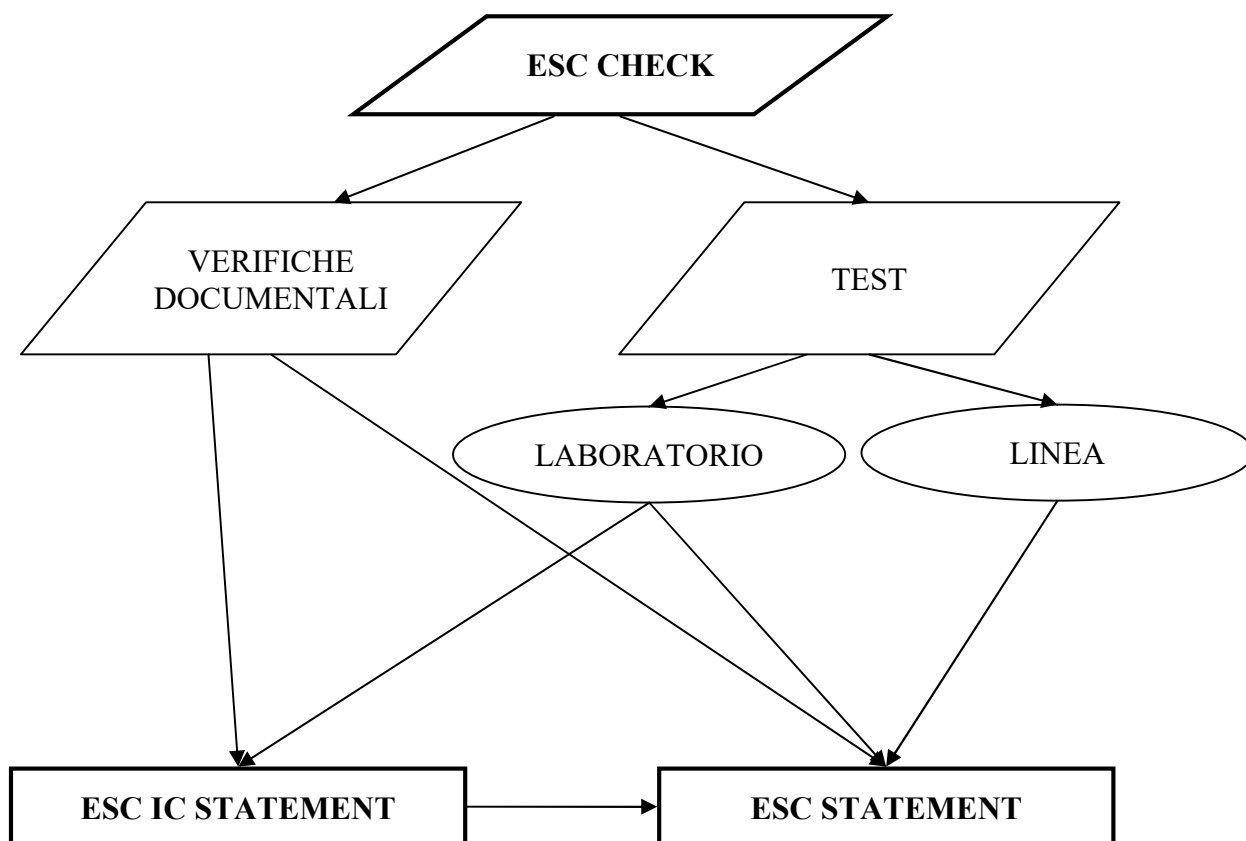 ESC CHECK
VERIFICHE
DOCUMENTALI
TEST
LABORATORIO
LINEA
ESC IC STATEMENT
ESC STATEMENT